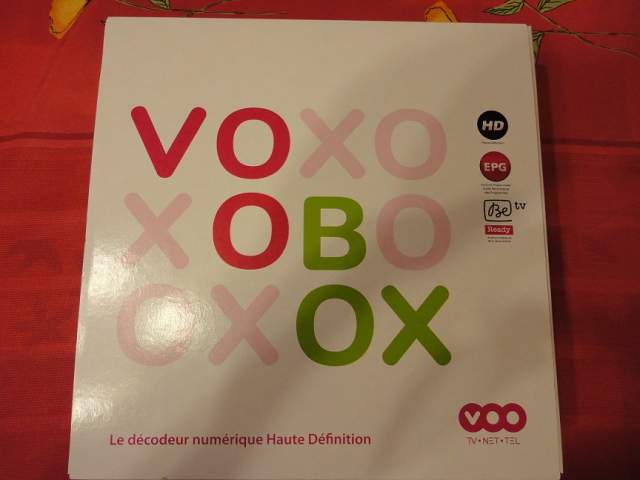 VOXO
XOBO
OXOX
HD
EPG
Be tv
Ready
Le décodeur numérique Haute Définition
VOO
TV•NET•TEL